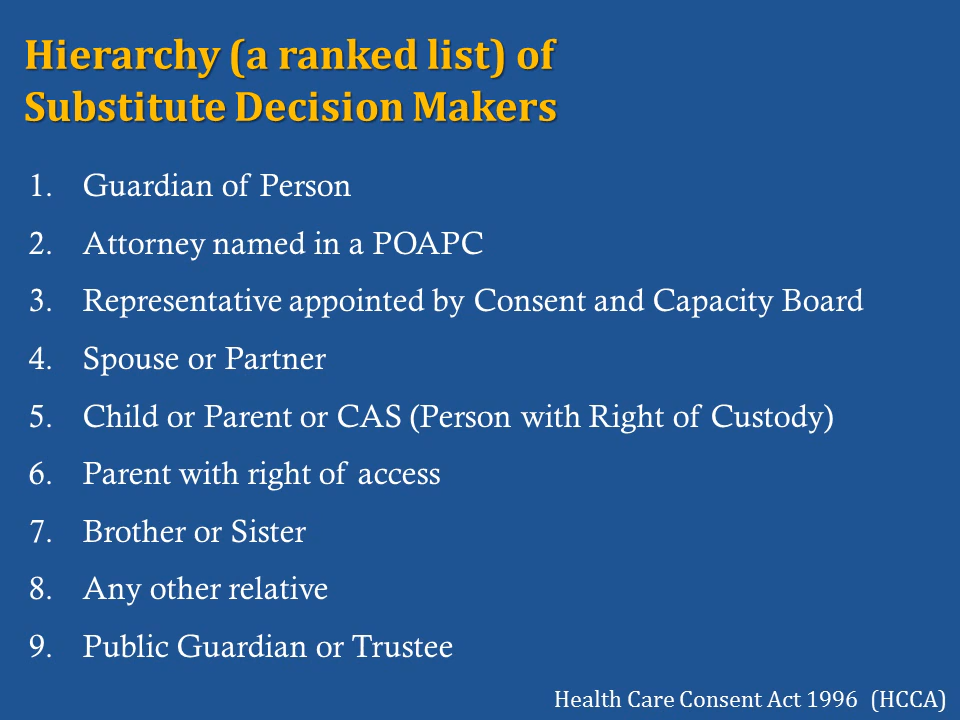 Hierarchy (a ranked list) of
Substitute Decision Makers
1. Guardian of Person
2. Attorney named in a POAPC
3. Representative appointed by Consent and Capacity Board
4. Spouse or Partner
5. Child or Parent or CAS (Person with Right of Custody)
6. Parent with right of access
7. Brother or Sister
8. Any other relative
9. Public Guardian or Trustee
Health Care Consent Act 1996 (HCCA)